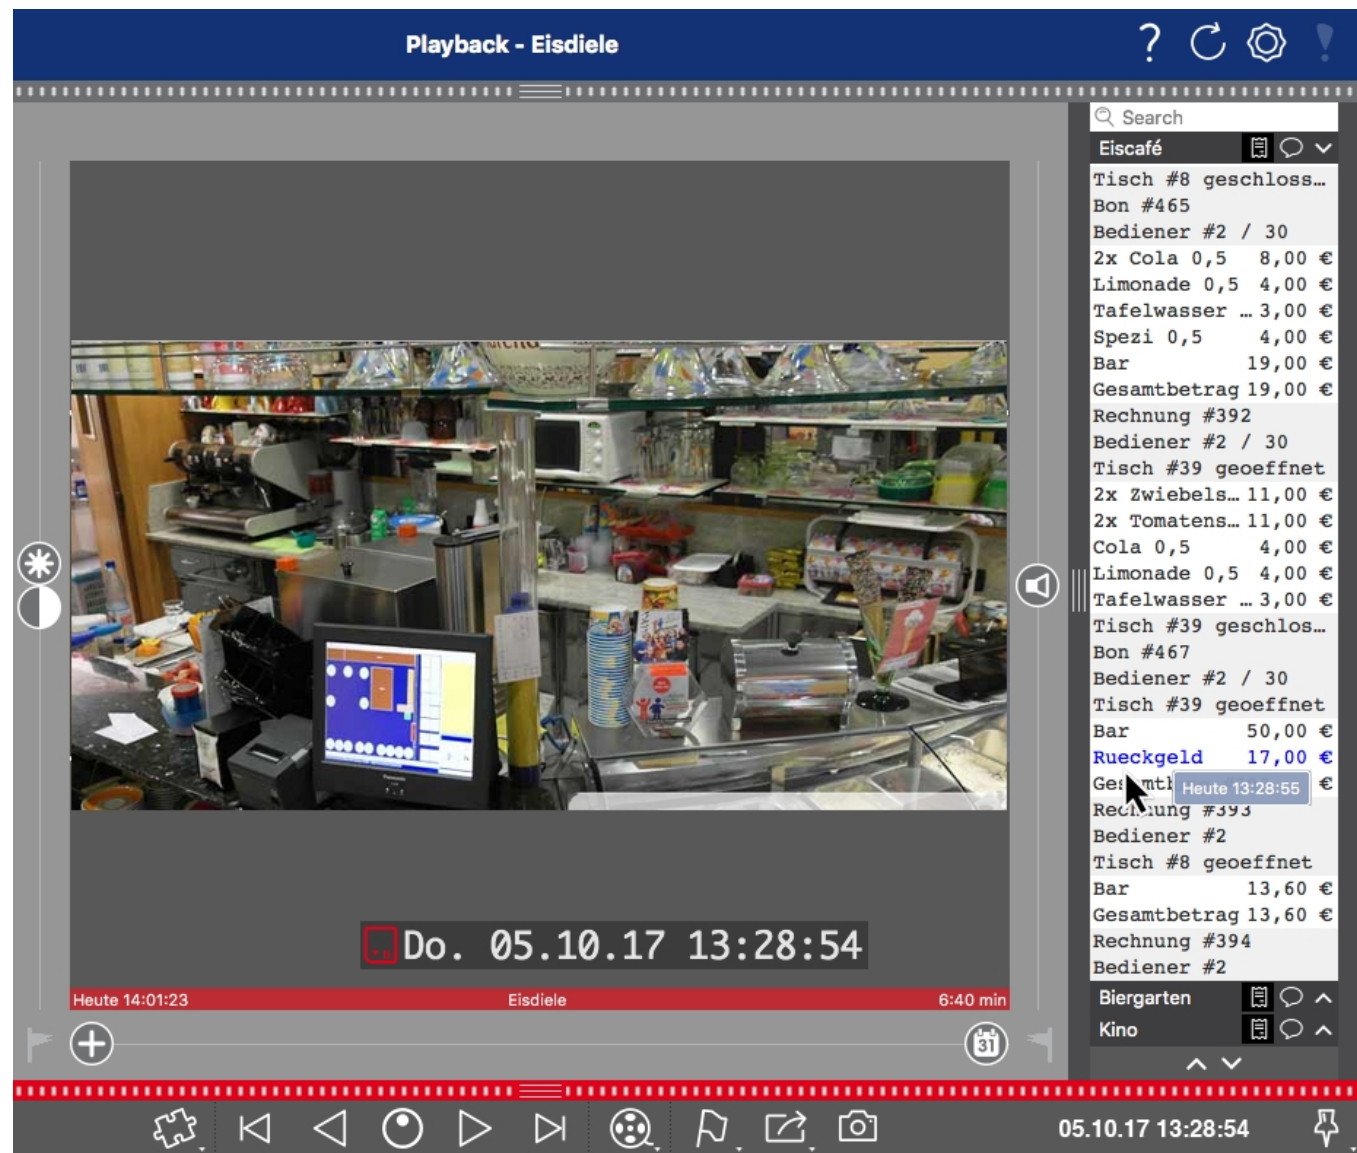 Playback - Eisdiele
Search
Eiscafé
Tisch #8 geschloss…
Bon #465
Bediener #2 / 30
2x Cola 0,5 8,00 €
Limonade 0,5 4,00 €
Tafelwasser … 3,00 €
Spezi 0,5 4,00 €
Bar 19,00 €
Gesamtbetrag 19,00 €
Rechnung #392
Bediener #2 / 30
Tisch #39 geoeffnet
2x Zwiebels… 11,00 €
2x Tomatens… 11,00 €
Cola 0,5 4,00 €
Limonade 0,5 4,00 €
Tafelwasser … 3,00 €
Tisch #39 geschlos…
Bon #467
Bediener #2 / 30
Tisch #39 geoeffnet
Bar 50,00 €
Rueckgeld 17,00 €
€
Heute 13:28:55
Rechnung #393
Bediener #2
Tisch #8 geoeffnet
Bar 13,60 €
Gesamtbetrag 13,60 €
Rechnung #394
Bediener #2
Biergarten
Kino
Do. 05.10.17 13:28:54
Heute 14:01:23 Eisdiele 6:40 min
31
05.10.17 13:28:54